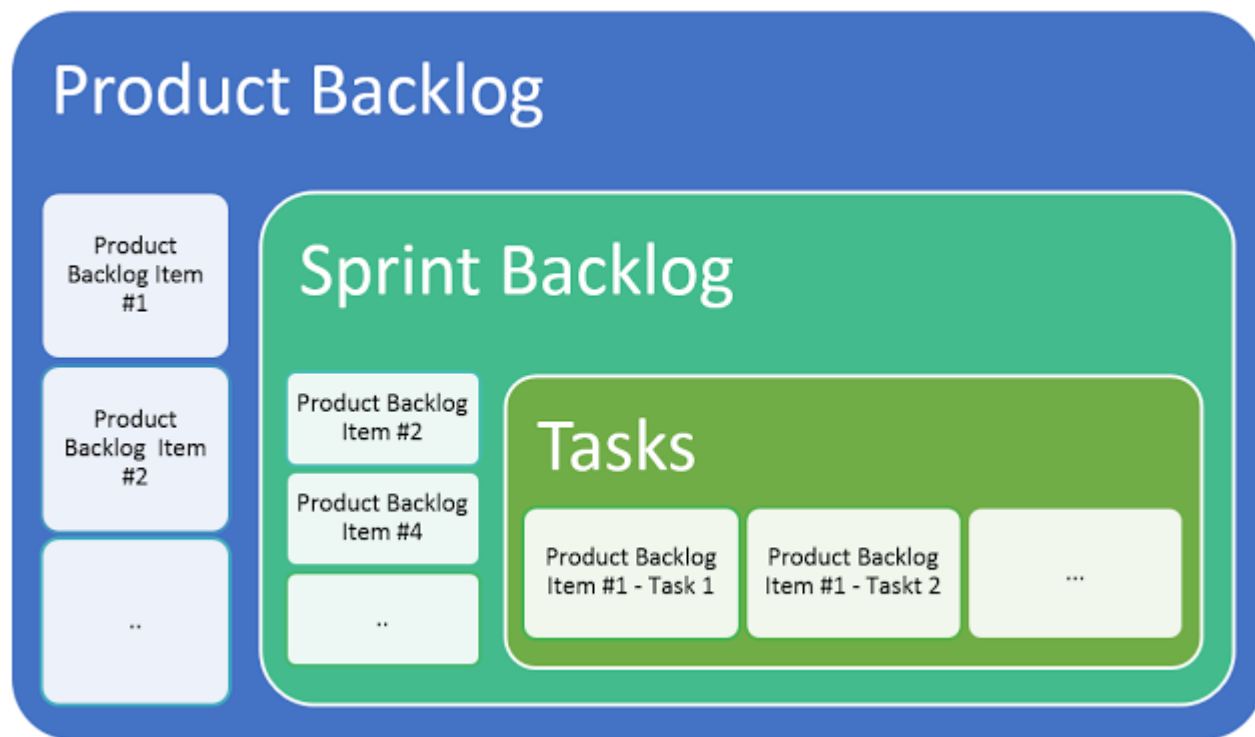 Product Backlog
Product
Backlog Item
#1
Product
Backlog Item
#2
..
Sprint Backlog
Product Backlog
Item #2
Product Backlog
Item #4
..
Tasks
Product Backlog
Item #1 - Task 1
Product Backlog
Item #1 - Taskt 2
...